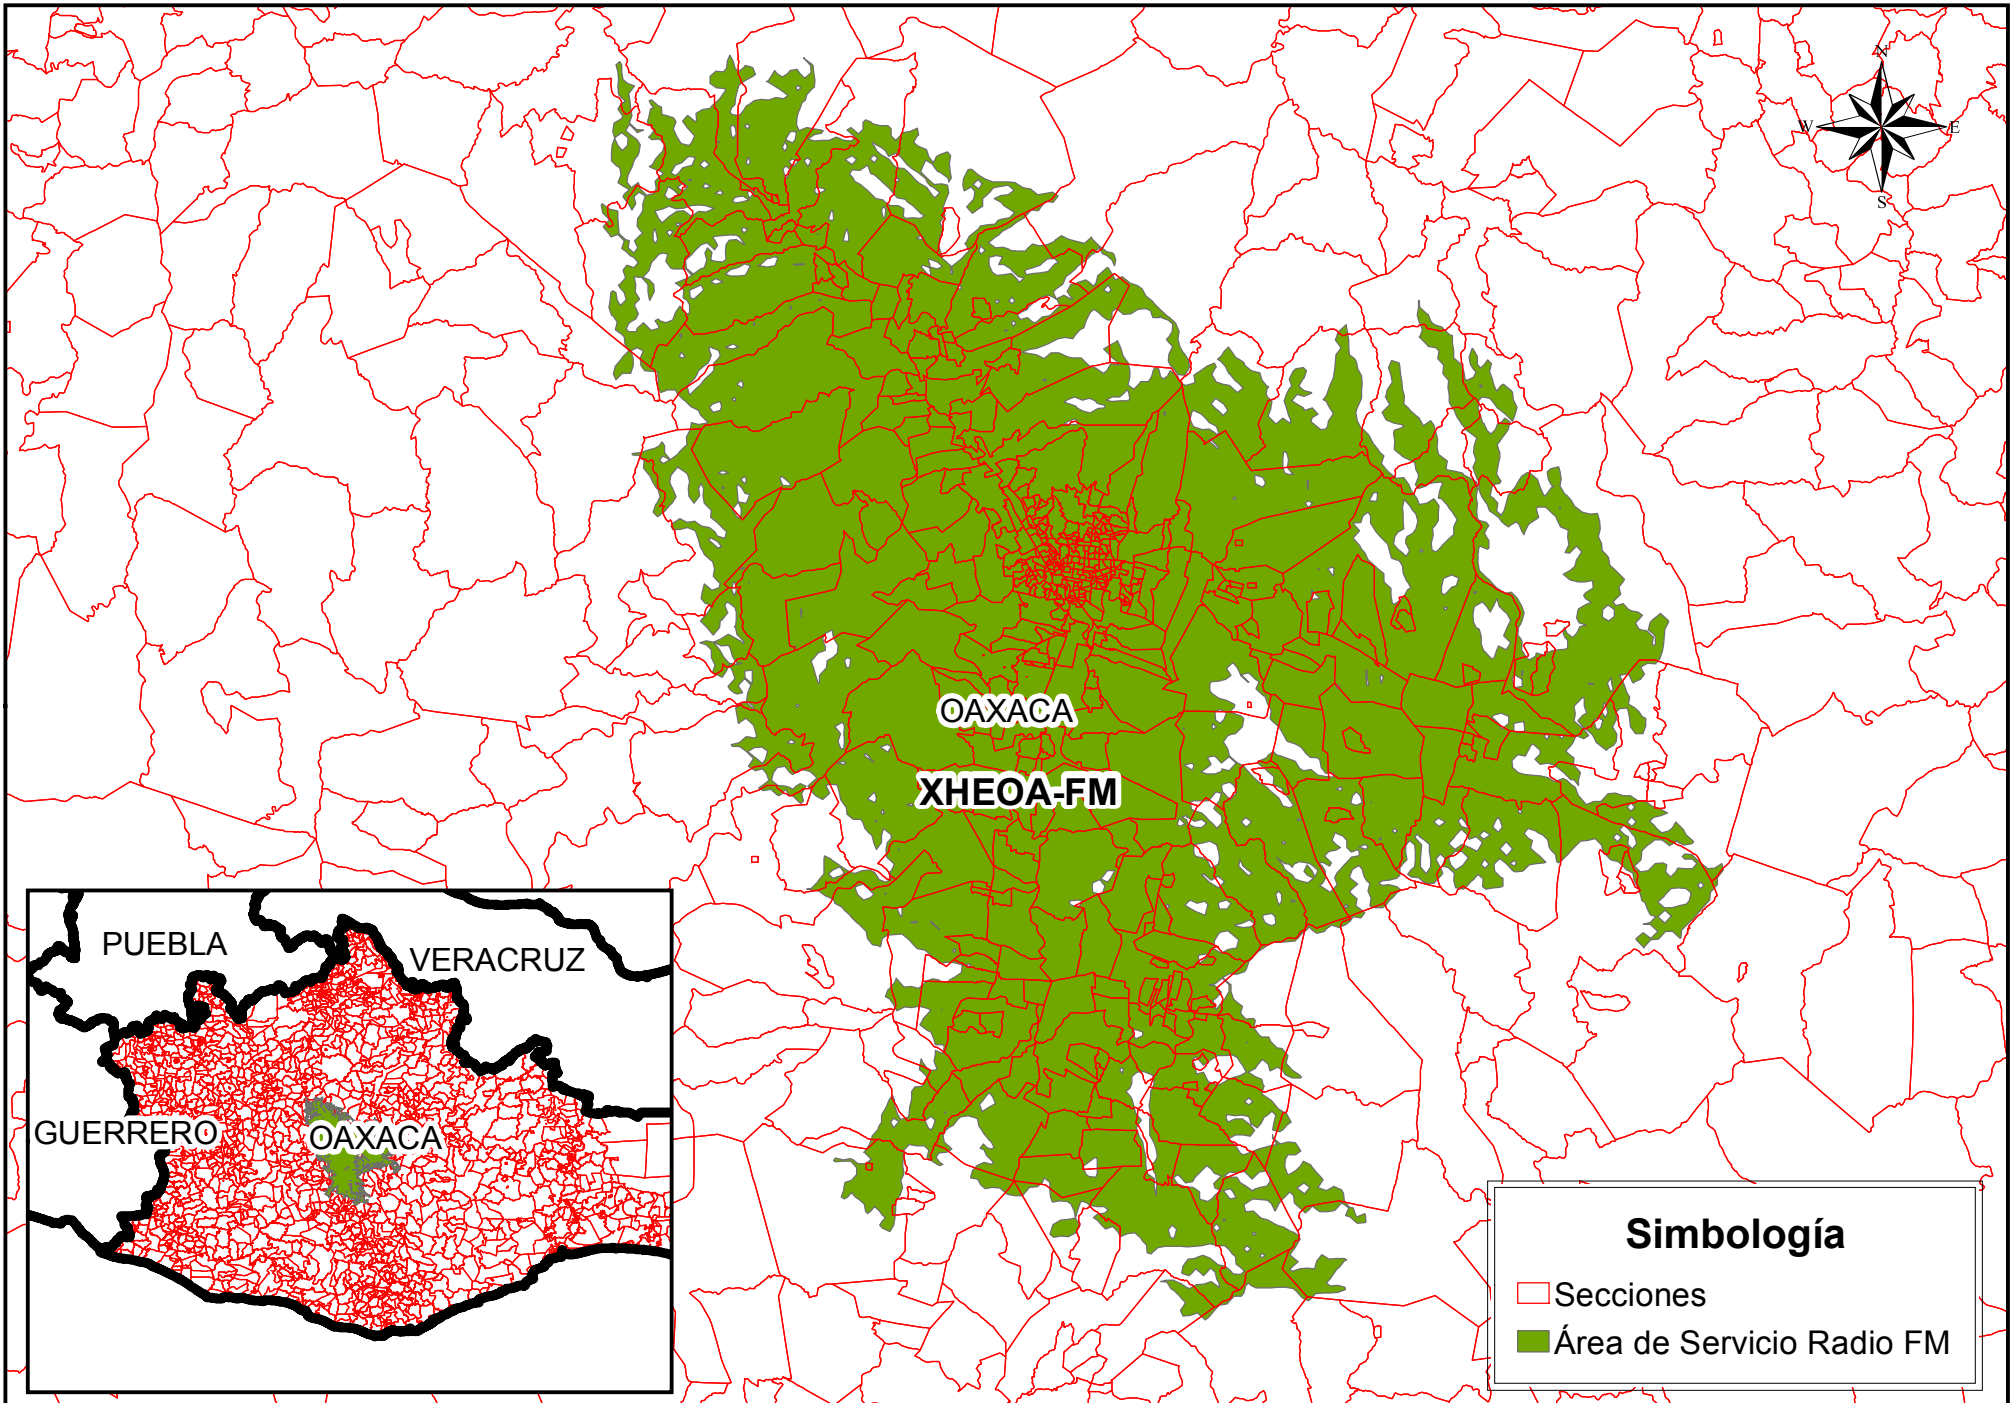 N
W
E
S
OAXACA
XHEOA-FM
PUEBLA
VERACRUZ
GUERRERO
OAXACA
Simbología
Secciones
Área de Servicio Radio FM